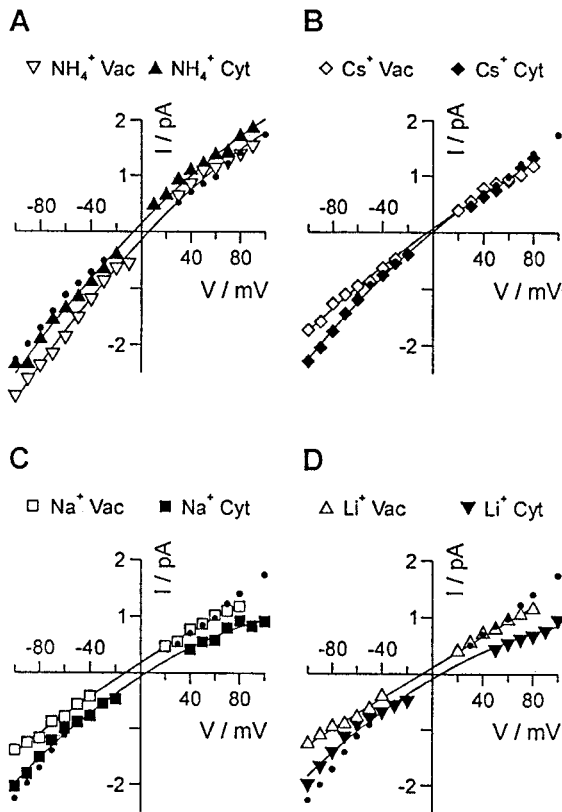 A
▽ NH₄⁺ Vac ▲ NH₄⁺ Cyt
I / pA
2
1
-80 -40
40 80
V / mV
-2
B
◇ Cs⁺ Vac ◆ Cs⁺ Cyt
I / pA
2
1
-80 -40
40 80
V / mV
-2
C
□ Na⁺ Vac ■ Na⁺ Cyt
I / pA
2
1
-80 -40
40 80
V / mV
-2
D
△ Li⁺ Vac ▼ Li⁺ Cyt
I / pA
2
1
-80 -40
40 80
V / mV
-2